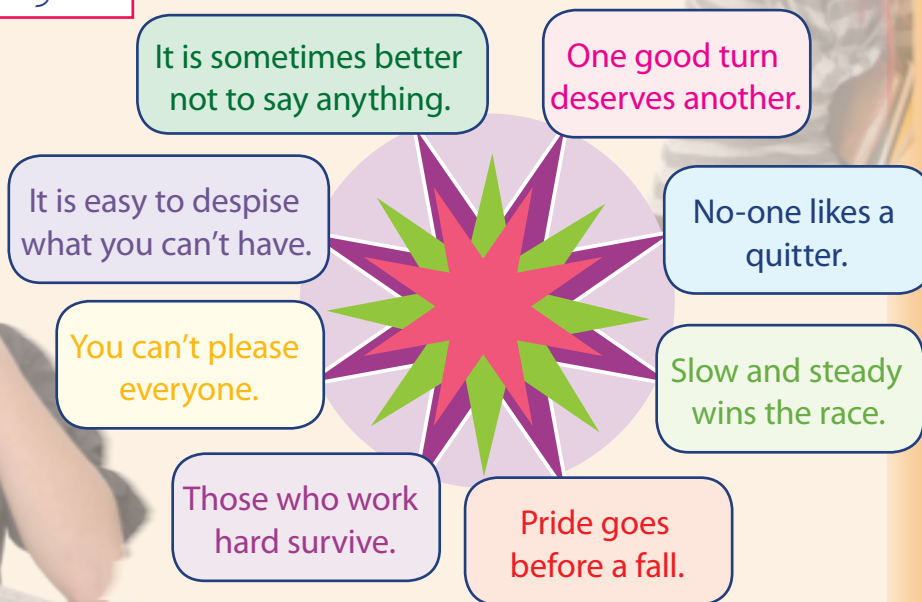 It is sometimes better
not to say anything.
One good turn
deserves another.
It is easy to despise
what you can't have.
No-one likes a
quitter.
You can't please
everyone.
Slow and steady
wins the race.
Those who work
hard survive.
Pride goes
before a fall.